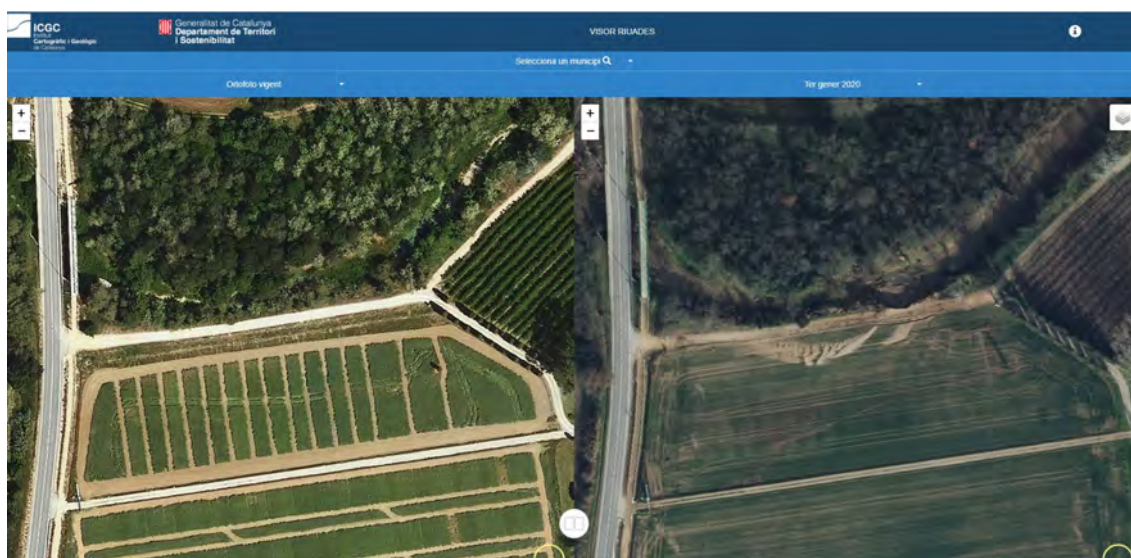 ICGC
Institut
Cartogràfic i Geològic
de Catalunya
Generalitat de Catalunya
Departament de Territori
i Sostenibilitat
VISOR RIUADES
Selecciona un municipi
Ortofoto vigent
Ter gener 2020
+
−
+
−